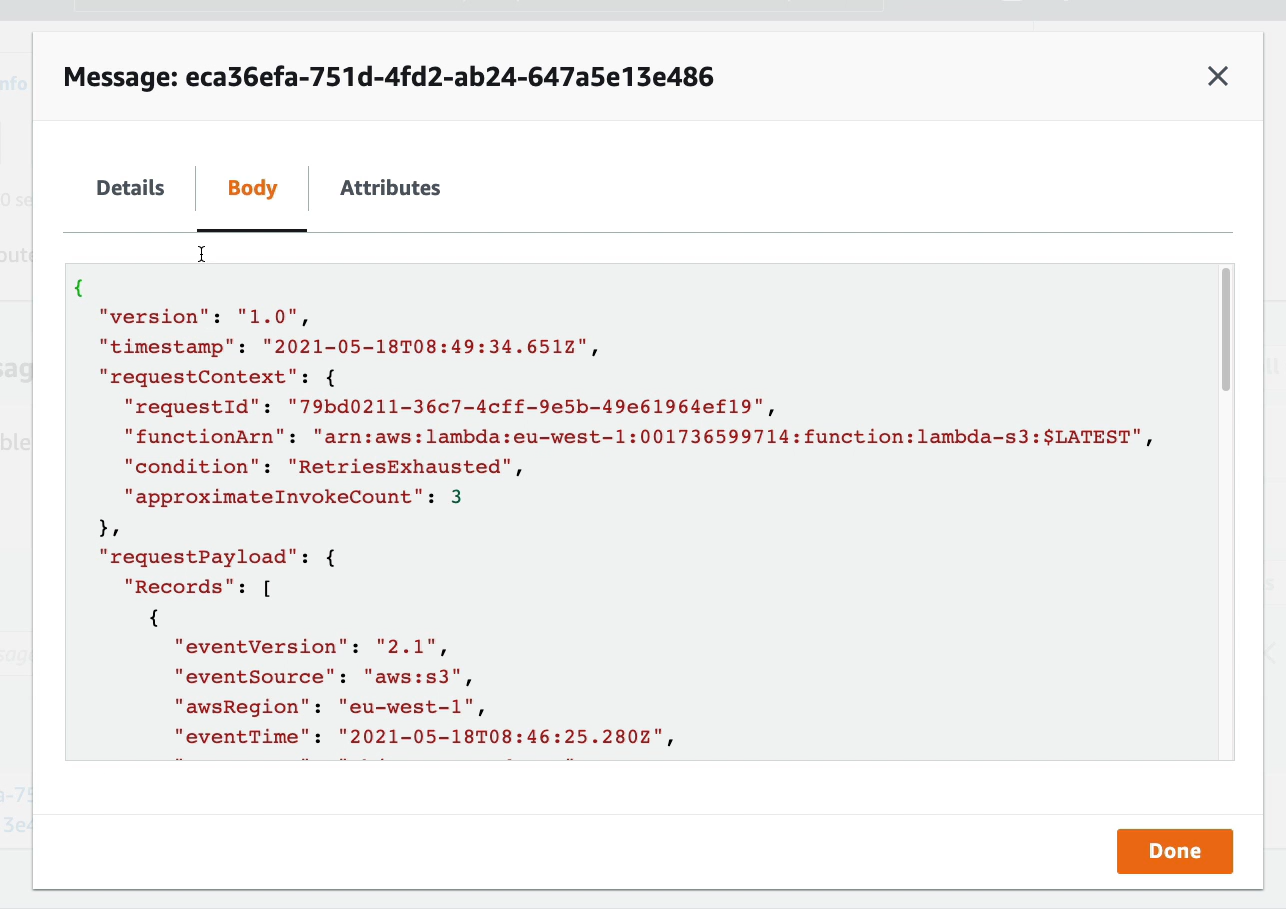 Message: eca36efa-751d-4fd2-ab24-647a5e13e486
Details Body Attributes
{
"version": "1.0",
"timestamp": "2021-05-18T08:49:34.651Z",
"requestContext": {
"requestId": "79bd0211-36c7-4cff-9e5b-49e61964ef19",
"functionArn": "arn:aws:lambda:eu-west-1:001736599714:function:lambda-s3:$LATEST",
"condition": "RetriesExhausted",
"approximateInvokeCount": 3
},
"requestPayload": {
"Records": [
{
"eventVersion": "2.1",
"eventSource": "aws:s3",
"awsRegion": "eu-west-1",
"eventTime": "2021-05-18T08:46:25.280Z",
Done